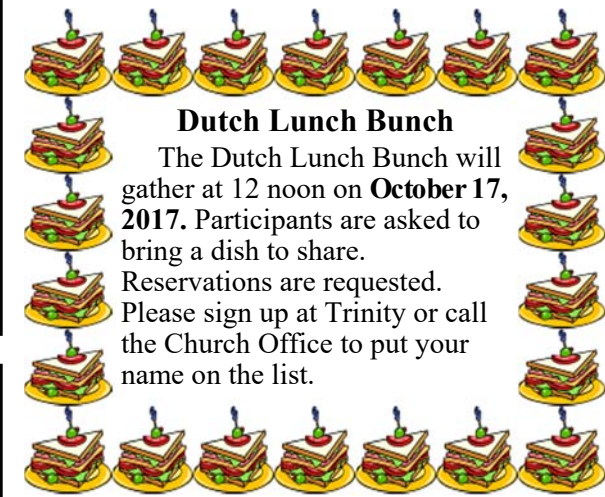 Dutch Lunch Bunch
The Dutch Lunch Bunch will
gather at 12 noon on October 17,
2017. Participants are asked to
bring a dish to share.
Reservations are requested.
Please sign up at Trinity or call
the Church Office to put your
name on the list.